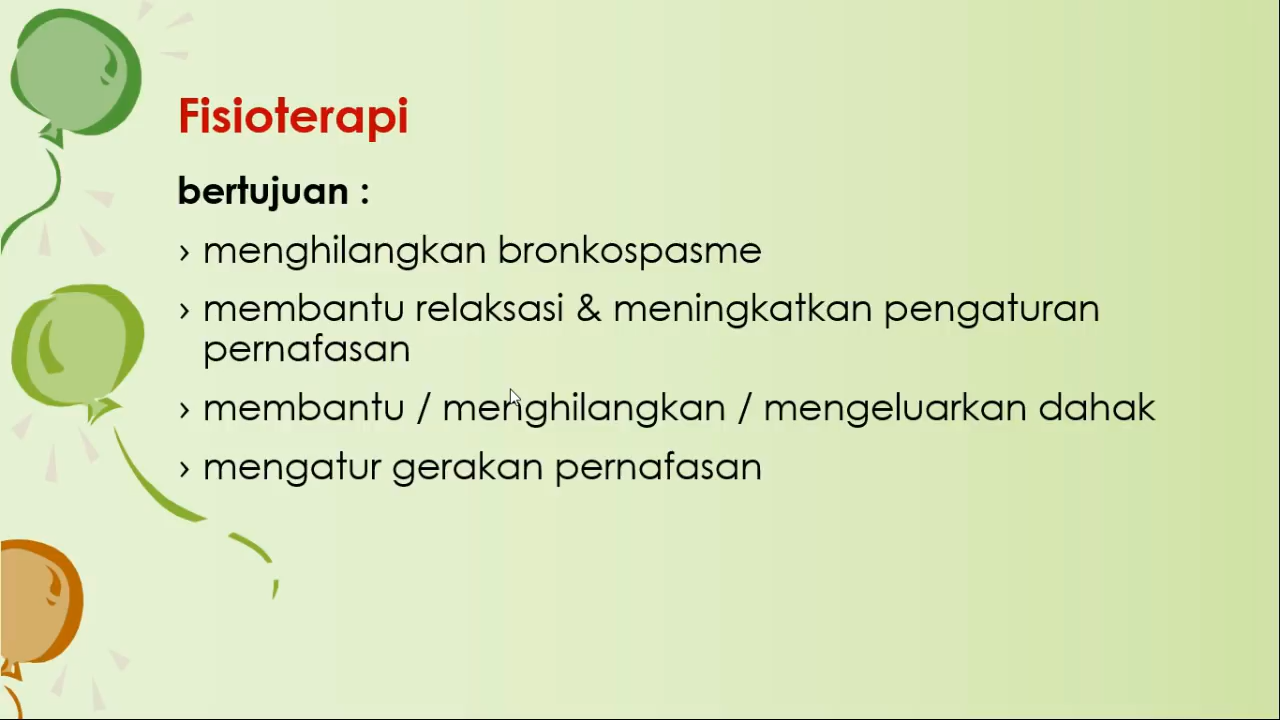 Fisioterapi
bertujuan :
› menghilangkan bronkospasme
› membantu relaksasi & meningkatkan pengaturan
pernafasan
› membantu / menghilangkan / mengeluarkan dahak
› mengatur gerakan pernafasan